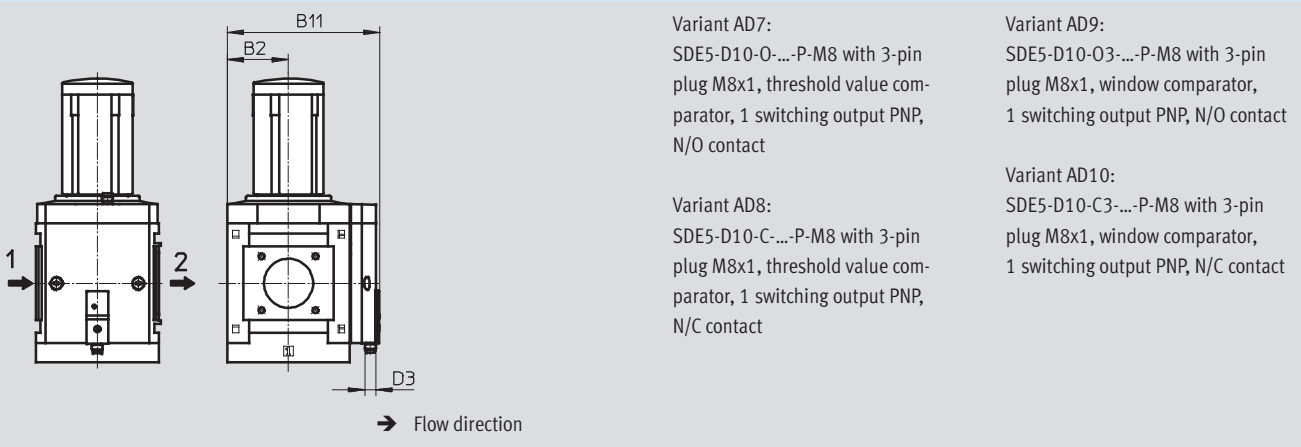 B11
B2
1
2
1
D3
➔ Flow direction
Variant AD7:
SDE5-D10-O-...-P-M8 with 3-pin
plug M8x1, threshold value com-
parator, 1 switching output PNP,
N/O contact
Variant AD8:
SDE5-D10-C-...-P-M8 with 3-pin
plug M8x1, threshold value com-
parator, 1 switching output PNP,
N/C contact
Variant AD9:
SDE5-D10-O3-...-P-M8 with 3-pin
plug M8x1, window comparator,
1 switching output PNP, N/O contact
Variant AD10:
SDE5-D10-C3-...-P-M8 with 3-pin
plug M8x1, window comparator,
1 switching output PNP, N/C contact